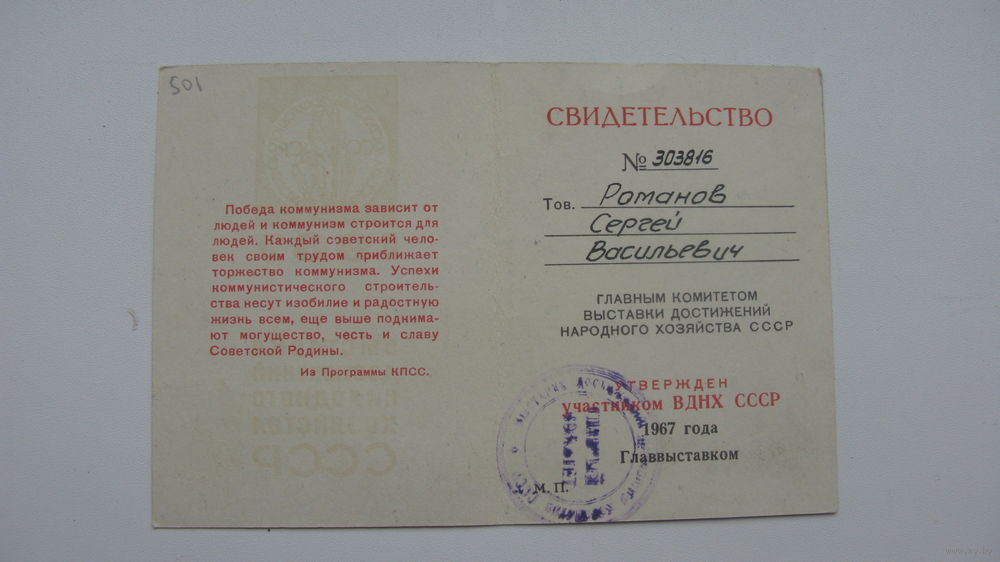 501
Победа коммунизма зависит от
людей и коммунизм строится для
людей. Каждый советский чело-
век своим трудом приближает
торжество коммунизма. Успехи
коммунистического строитель-
ства несут изобилие и радостную
жизнь всем, еще выше поднима-
ют могущество, честь и славу
Советской Родины.
Из Программы КПСС.
СВИДЕТЕЛЬСТВО
№ 303816
Тов. Романов
Сергей
Васильевич
ГЛАВНЫМ КОМИТЕТОМ
ВЫСТАВКИ ДОСТИЖЕНИЙ
НАРОДНОГО ХОЗЯЙСТВА СССР
УТВЕРЖДЕН
участником ВДНХ СССР
1967 года
Главвыставком
М. П.
СССР